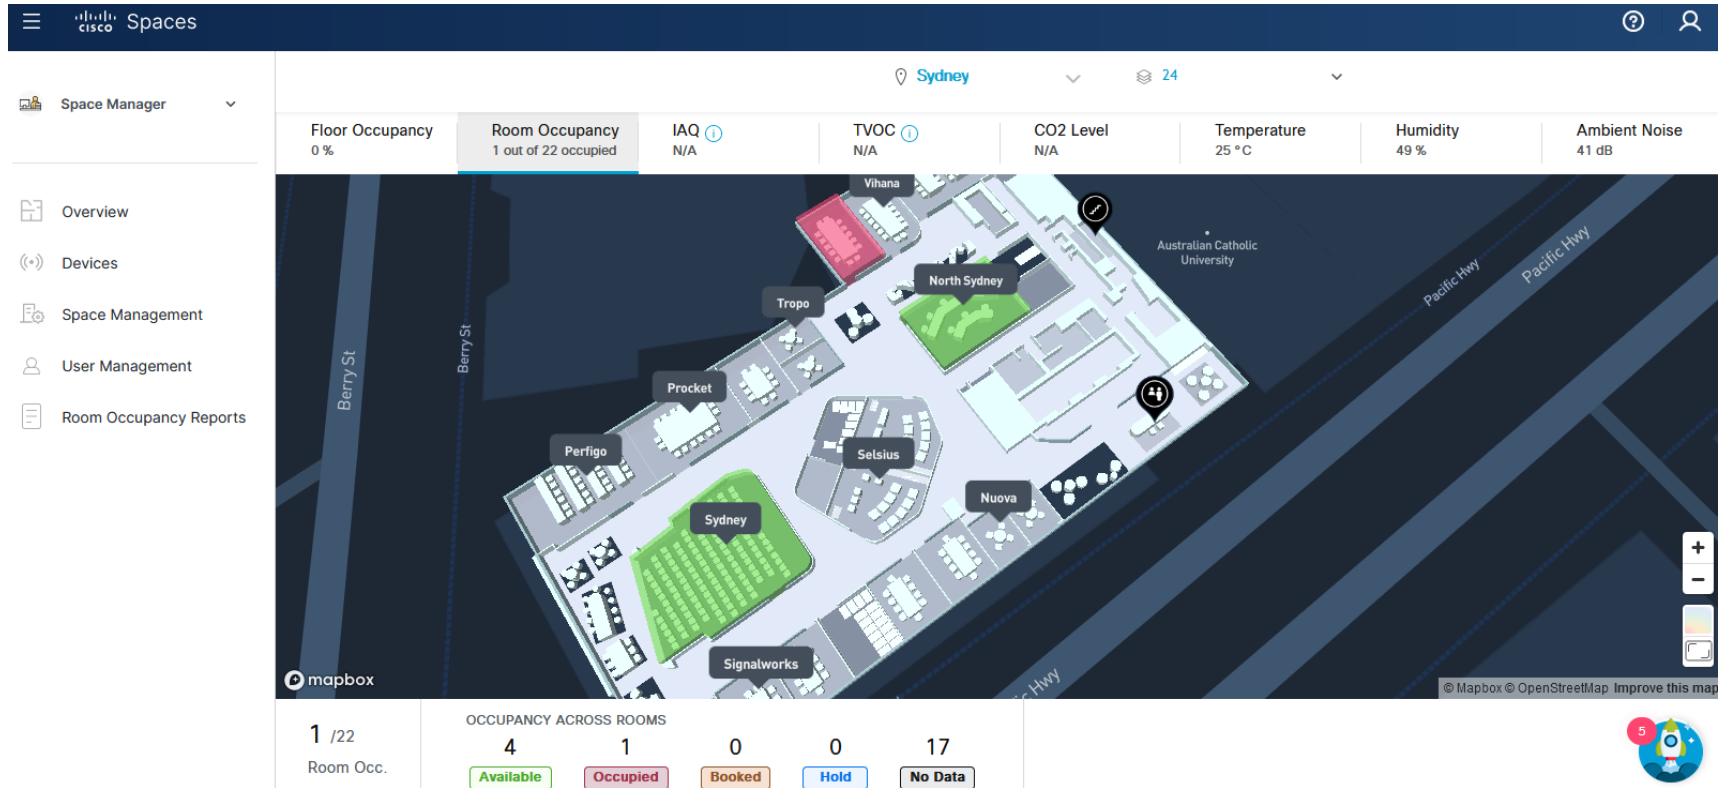 cisco Spaces
Sydney
24
Space Manager
Overview
Devices
Space Management
User Management
Room Occupancy Reports
Floor Occupancy
0 %
Room Occupancy
1 out of 22 occupied
IAQ
N/A
TVOC
N/A
CO2 Level
N/A
Temperature
25 °C
Humidity
49 %
Ambient Noise
41 dB
Vihana
Australian Catholic
University
Pacific Hwy
Pacific Hwy
North Sydney
Tropo
Berry St
Berry St
Procket
Perfigo
Selsius
Nuova
Sydney
Signalworks
fic Hwy
mapbox
© Mapbox © OpenStreetMap Improve this map
1 /22
Room Occ.
OCCUPANCY ACROSS ROOMS
4 1 0 0 17
Available Occupied Booked Hold No Data
5